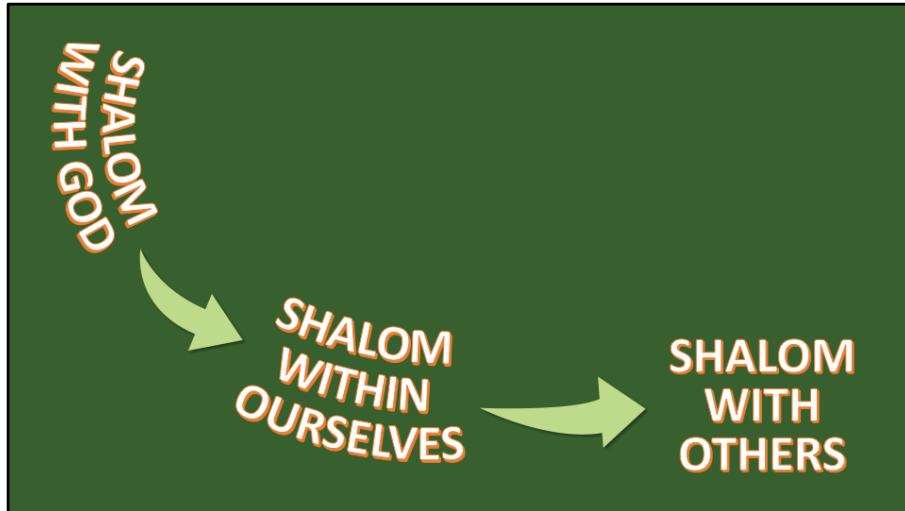 SHALOM
WITH GOD
SHALOM
WITHIN
OURSELVES
SHALOM
WITH
OTHERS